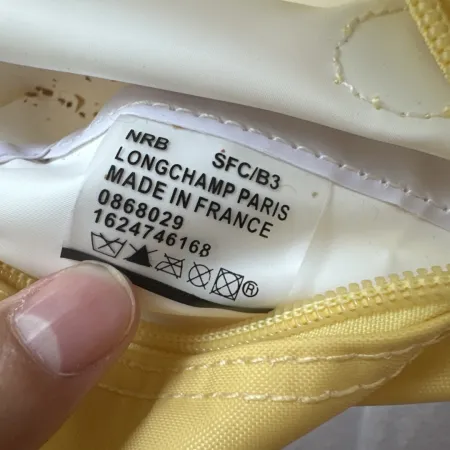 NRB SFC/B3
LONGCHAMP PARIS
MADE IN FRANCE
0868029
1624746168
®